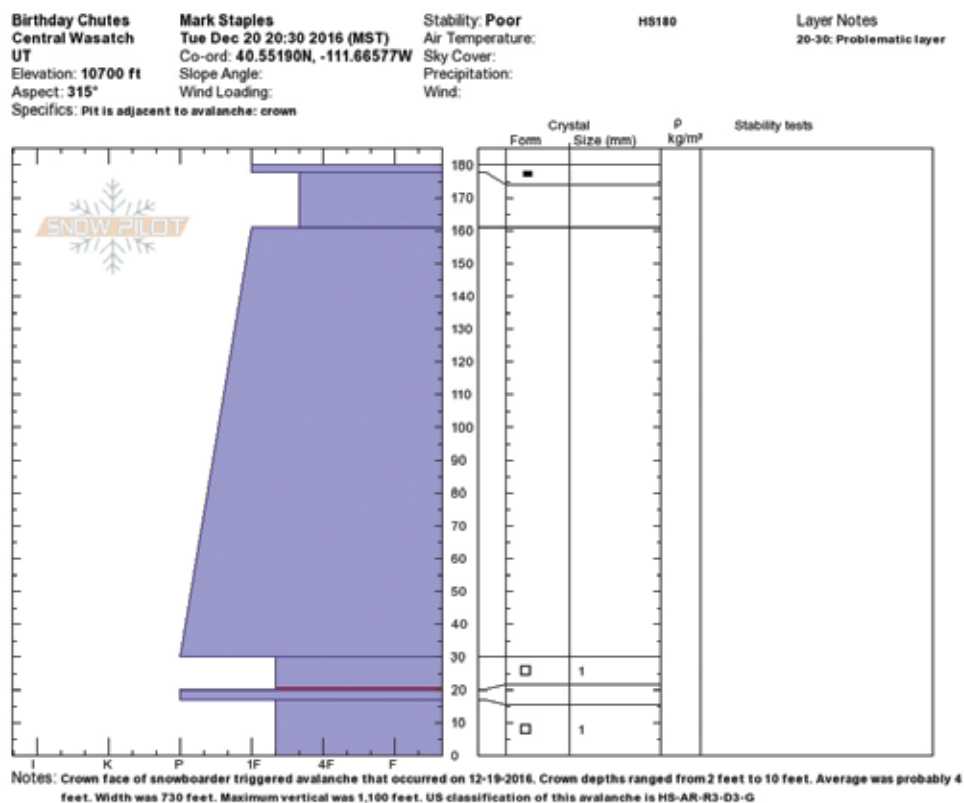 Birthday Chutes
Central Wasatch
UT
Elevation: 10700 ft
Aspect: 315°
Specifics: Pit is adjacent to avalanche: crown
Mark Staples
Tue Dec 20 20:30 2016 (MST)
Co-ord: 40.55190N, -111.66577W
Slope Angle:
Wind Loading:
Stability: Poor
Air Temperature:
Sky Cover:
Precipitation:
Wind:
HS180
Layer Notes
20-30: Problematic layer
Crystal
Form Size (mm)
ρ
kg/m³
Stability tests
SNOW PILOT
180
170
160
150
140
130
120
110
100
90
80
70
60
50
40
30
20
10
0
1
1
I K P 1F 4F F
Notes: Crown face of snowboarder triggered avalanche that occurred on 12-19-2016. Crown depths ranged from 2 feet to 10 feet. Average was probably 4
feet. Width was 730 feet. Maximum vertical was 1,100 feet. US classification of this avalanche is HS-AR-R3-D3-G